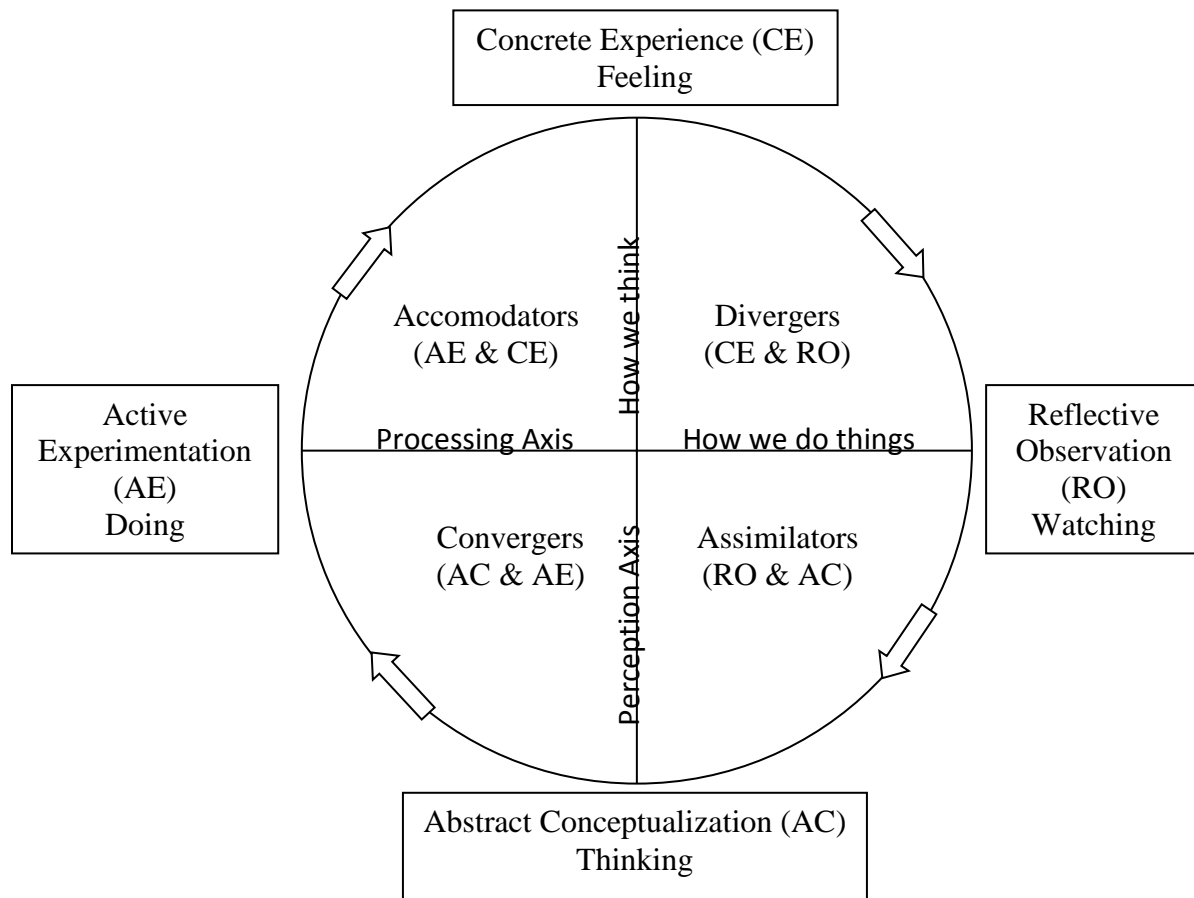 Concrete Experience (CE)
Feeling
How we think
Accomodators
(AE & CE)
Divergers
(CE & RO)
Active
Experimentation
(AE)
Doing
Processing Axis
How we do things
Reflective
Observation
(RO)
Watching
Convergers
(AC & AE)
Perception Axis
Assimilators
(RO & AC)
Abstract Conceptualization (AC)
Thinking